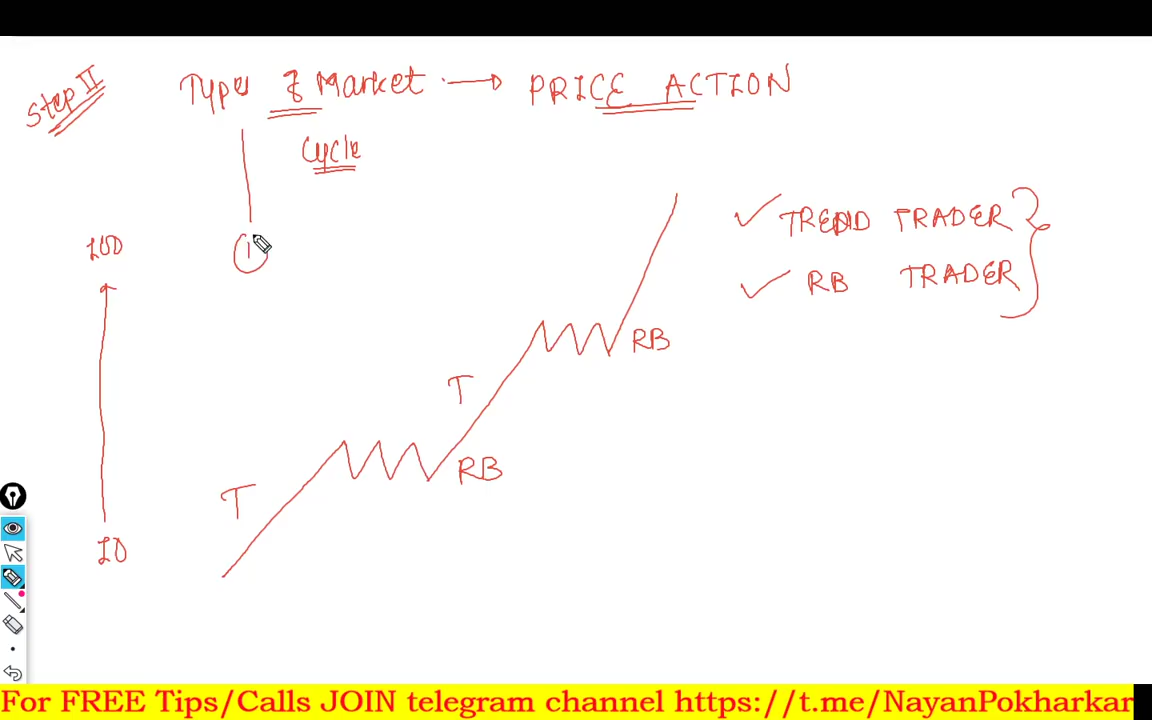 Step II
Types of Market → PRICE ACTION
Cycle
1
100
✓ TREND TRADER
✓ RB TRADER
RB
T
RB
T
10
For FREE Tips/Calls JOIN telegram channel https://t.me/NayanPokharkar